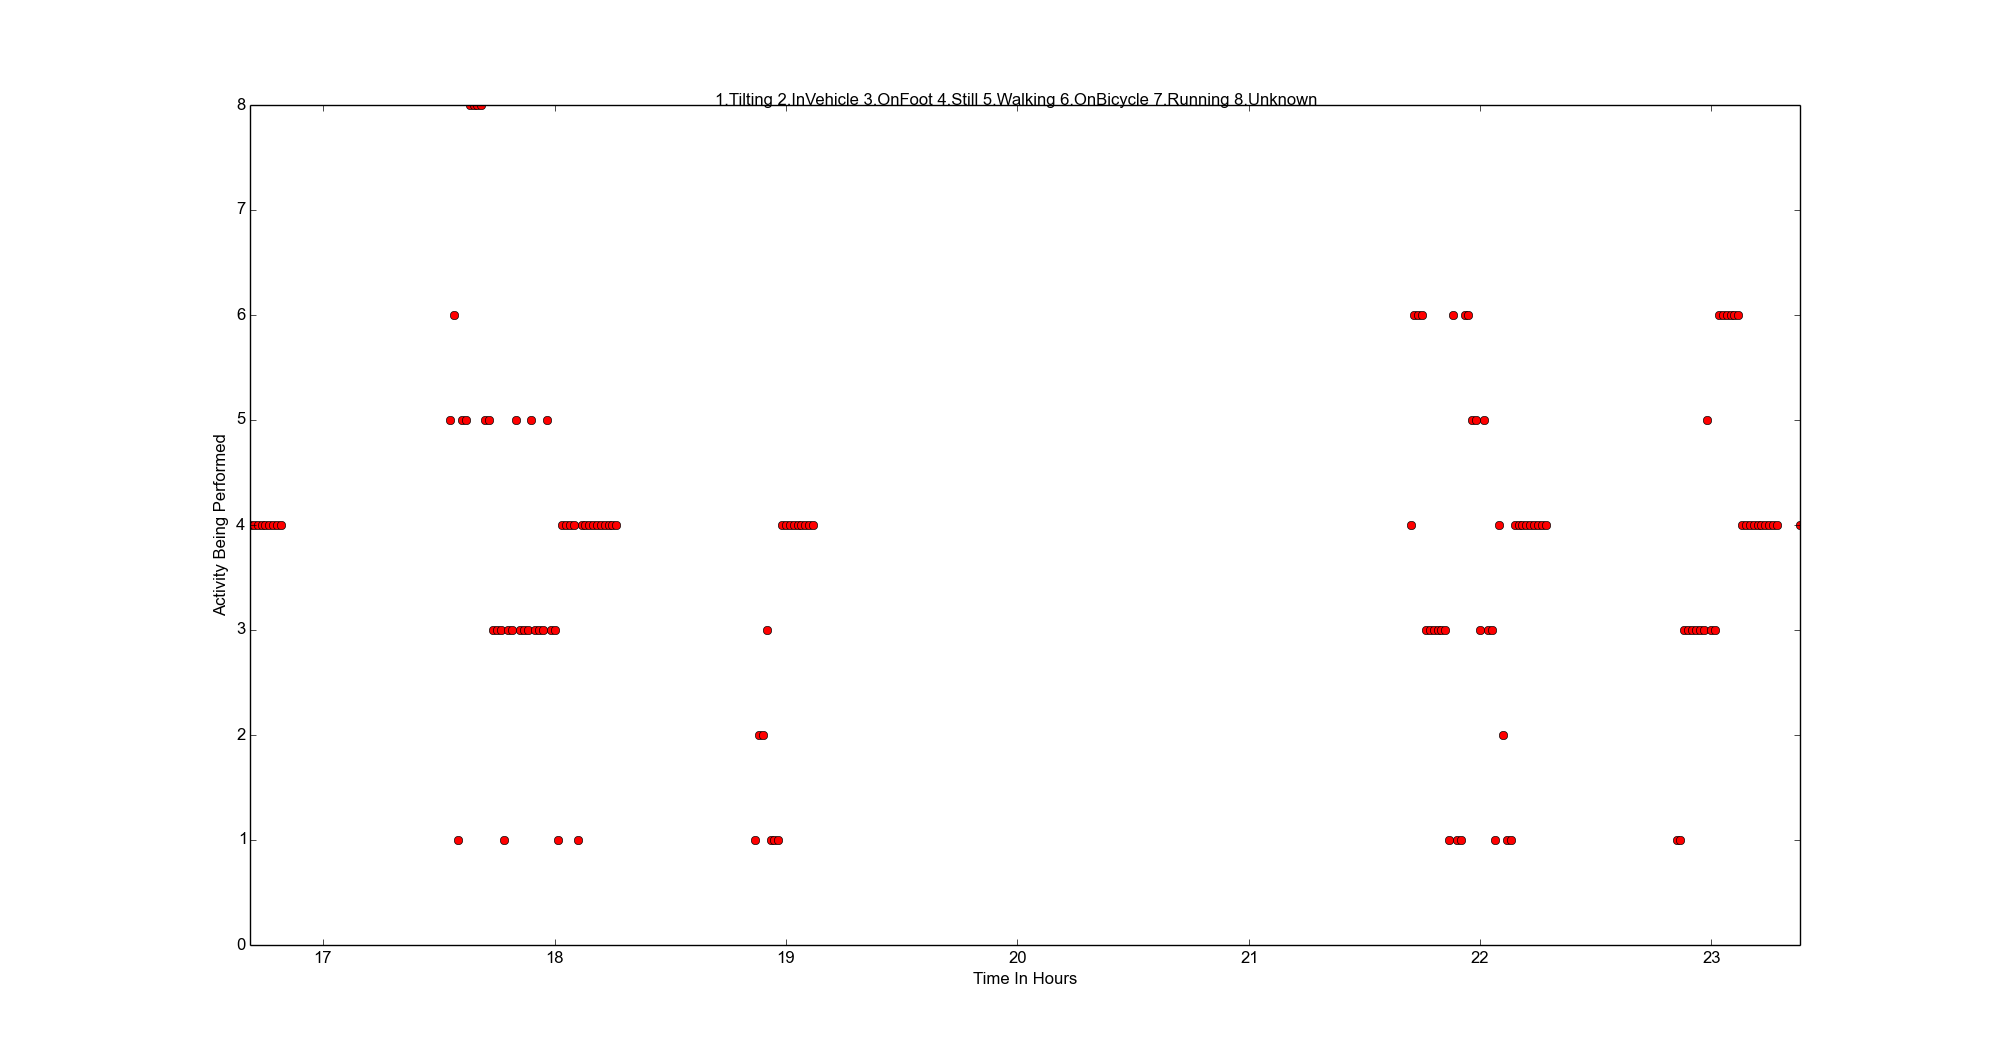 1.Tilting 2.InVehicle 3.OnFoot 4.Still 5.Walking 6.OnBicycle 7.Running 8.Unknown
8
7
6
5
4
3
2
1
0
Activity Being Performed
17 18 19 20 21 22 23
Time In Hours